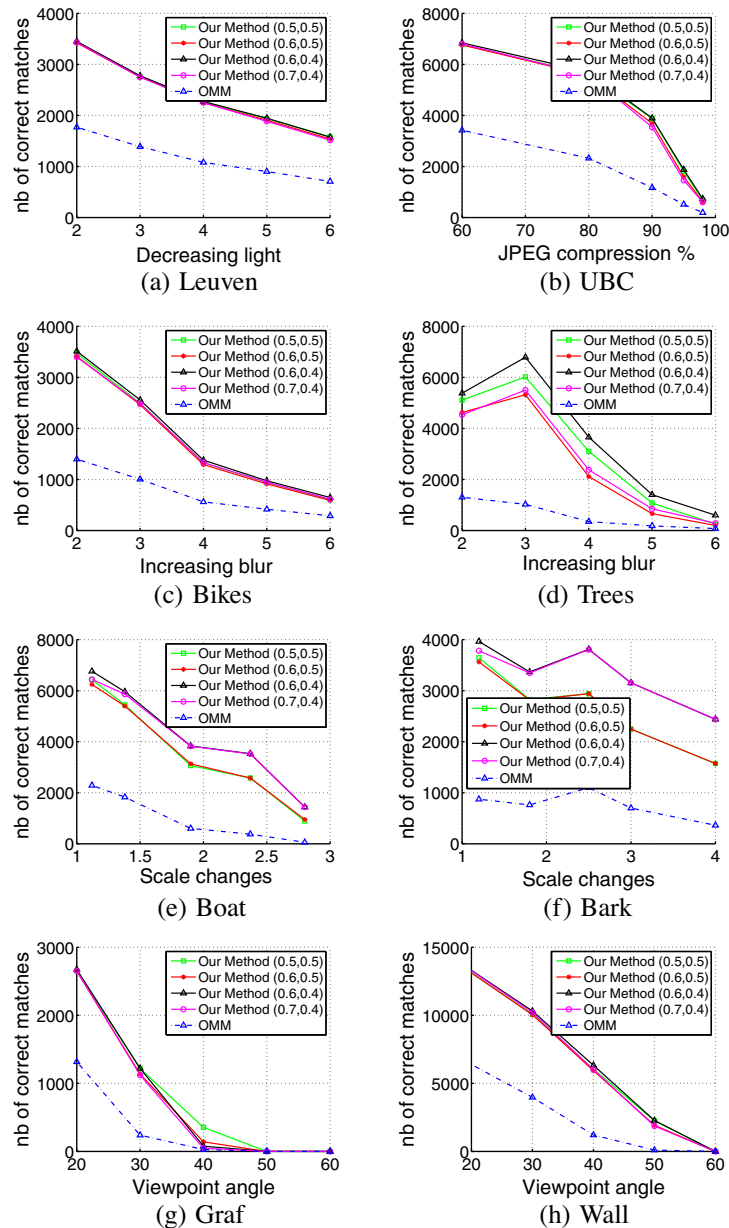 8000
6000
4000
2000
0
60 70 80 90 100
nb of correct matches
JPEG compression %
Our Method (0.5,0.5)
Our Method (0.6,0.5)
Our Method (0.6,0.4)
Our Method (0.7,0.4)
OMM
(b) UBC
4000
3000
2000
1000
0
2 3 4 5 6
nb of correct matches
Decreasing light
Our Method (0.5,0.5)
Our Method (0.6,0.5)
Our Method (0.6,0.4)
Our Method (0.7,0.4)
OMM
(a) Leuven
4000
3000
2000
1000
0
2 3 4 5 6
nb of correct matches
Increasing blur
Our Method (0.5,0.5)
Our Method (0.6,0.5)
Our Method (0.6,0.4)
Our Method (0.7,0.4)
OMM
(c) Bikes
8000
6000
4000
2000
0
2 3 4 5 6
nb of correct matches
Increasing blur
Our Method (0.5,0.5)
Our Method (0.6,0.5)
Our Method (0.6,0.4)
Our Method (0.7,0.4)
OMM
(d) Trees
8000
6000
4000
2000
0
1 1.5 2 2.5 3
nb of correct matches
Scale changes
Our Method (0.5,0.5)
Our Method (0.6,0.5)
Our Method (0.6,0.4)
Our Method (0.7,0.4)
OMM
(e) Boat
4000
3000
2000
1000
0
1 2 3 4
nb of correct matches
Scale changes
Our Method (0.5,0.5)
Our Method (0.6,0.5)
Our Method (0.6,0.4)
Our Method (0.7,0.4)
OMM
(f) Bark
3000
2000
1000
0
20 30 40 50 60
nb of correct matches
Viewpoint angle
Our Method (0.5,0.5)
Our Method (0.6,0.5)
Our Method (0.6,0.4)
Our Method (0.7,0.4)
OMM
(g) Graf
15000
10000
5000
0
20 30 40 50 60
nb of correct matches
Viewpoint angle
Our Method (0.5,0.5)
Our Method (0.6,0.5)
Our Method (0.6,0.4)
Our Method (0.7,0.4)
OMM
(h) Wall